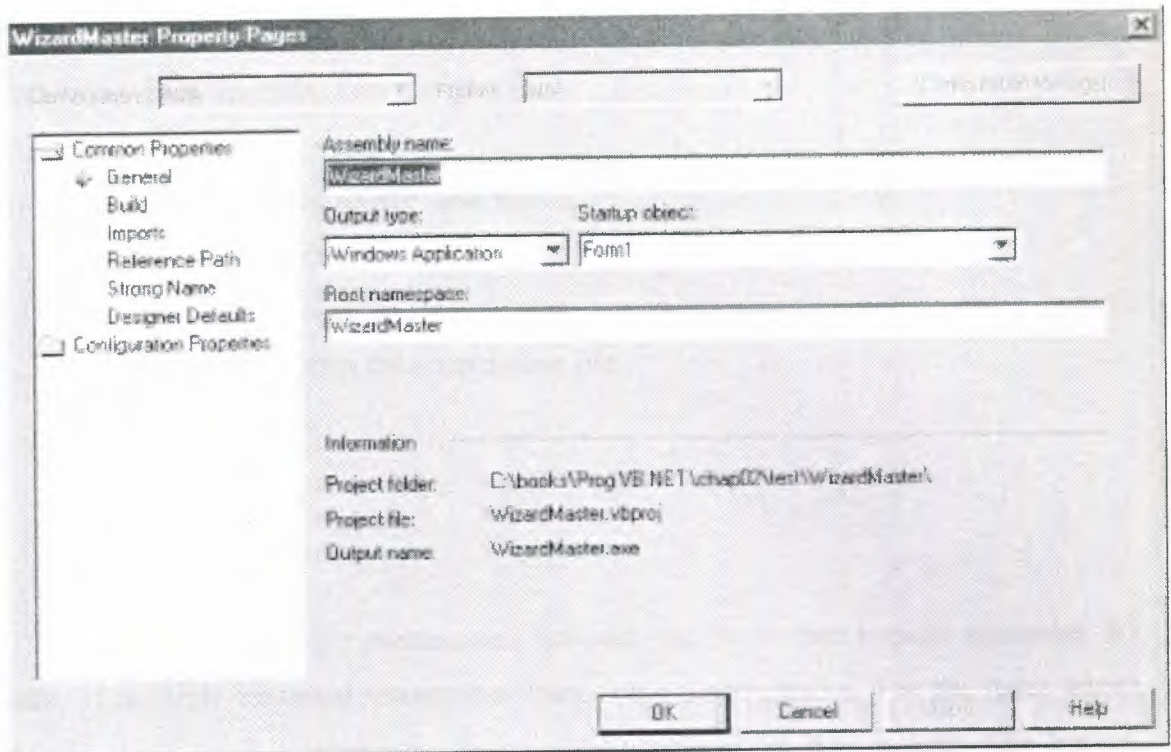 WizardMaster Property Pages
Common Properties
General
Build
Imports
Reference Path
Strong Name
Designer Defaults
Configuration Properties
Assembly name:
WizardMaster
Output type:
Startup object:
Windows Application
Form1
Root namespace:
WizardMaster
Information
Project folder: C:\books\Prog VB NET\chap02\test\WizardMaster\
Project file: WizardMaster.vbproj
Output name: WizardMaster.exe
OK
Cancel
Help